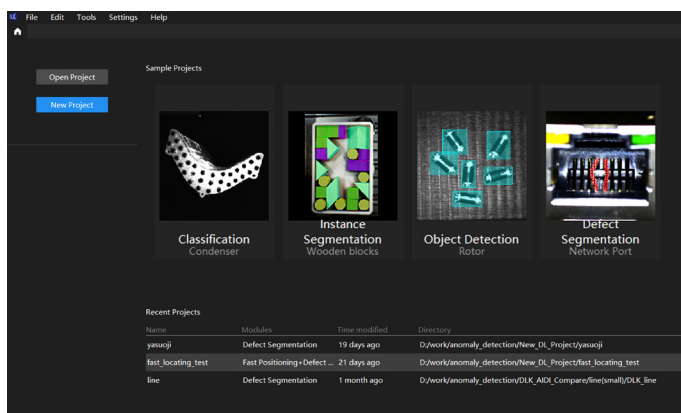 File Edit Tools Settings Help
Open Project
New Project
Sample Projects
Classification
Condenser
Instance
Segmentation
Wooden blocks
Object Detection
Rotor
Defect
Segmentation
Network Port
Recent Projects
Name Modules Time modified Directory
yasuoji Defect Segmentation 19 days ago D:/work/anomaly_detection/New_DL_Project/yasuoji
fast_locating_test Fast Positioning+Defect ... 21 days ago D:/work/anomaly_detection/New_DL_Project/fast_locating_test
line Defect Segmentation 1 month ago D:/work/anomaly_detection/DLK_AIDI_Compare/line(small)/DLK_line